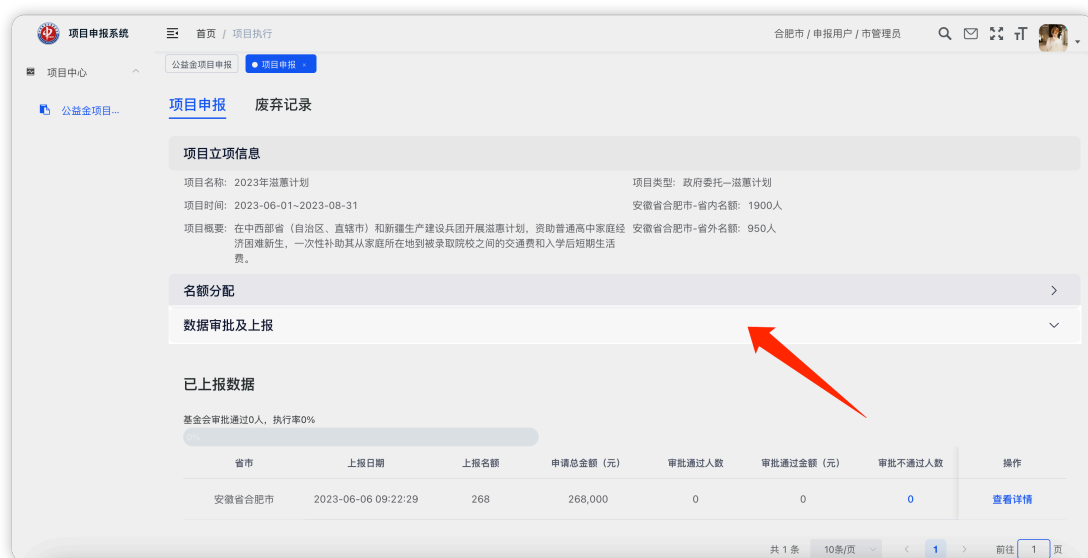 项目申报系统
首页 / 项目执行
合肥市 / 申报用户 / 市管理员
项目中心
公益金项目申报
项目申报 ×
公益金项目...
项目申报
废弃记录
项目立项信息
项目名称: 2023年滋蕙计划
项目类型: 政府委托—滋蕙计划
项目时间: 2023-06-01~2023-08-31
安徽省合肥市-省内名额: 1900人
项目概要: 在中西部省（自治区、直辖市）和新疆生产建设兵团开展滋蕙计划，资助普通高中家庭经
安徽省合肥市-省外名额: 950人
济困难新生，一次性补助其从家庭所在地到被录取院校之间的交通费和入学后短期生活
费。
名额分配
数据审批及上报
已上报数据
基金会审批通过0人，执行率0%
0%
省市 上报日期 上报名额 申请总金额（元） 审批通过人数 审批通过金额（元） 审批不通过人数 操作
安徽省合肥市 2023-06-06 09:22:29 268 268,000 0 0 0 查看详情
共 1 条 10条/页 1 前往 1 页